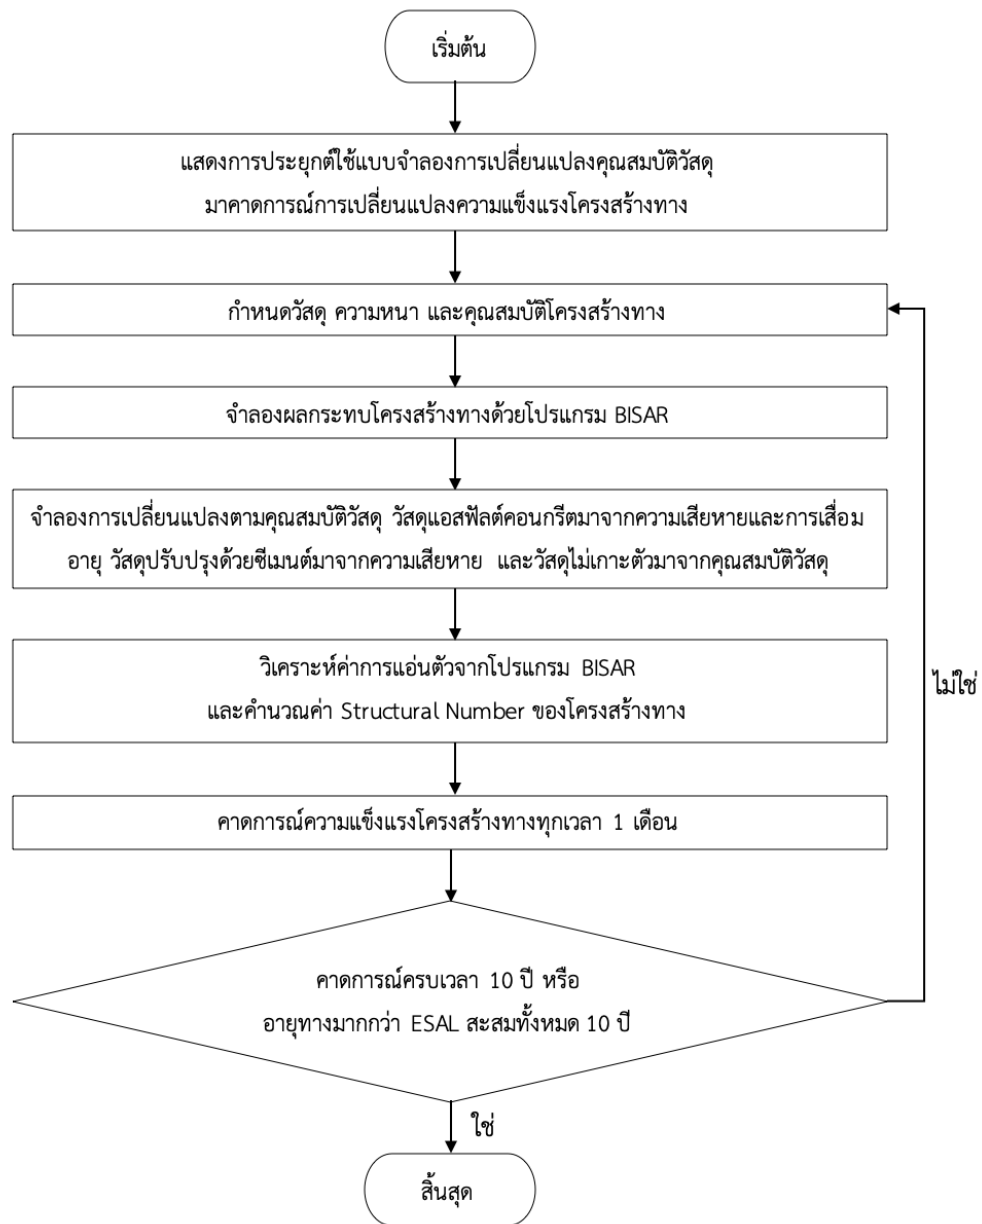 เริ่มต้น
แสดงการประยุกต์ใช้แบบจำลองการเปลี่ยนแปลงคุณสมบัติวัสดุ
มาคาดการณ์การเปลี่ยนแปลงความแข็งแรงโครงสร้างทาง
กำหนดวัสดุ ความหนา และคุณสมบัติโครงสร้างทาง
จำลองผลกระทบโครงสร้างทางด้วยโปรแกรม BISAR
จำลองการเปลี่ยนแปลงตามคุณสมบัติวัสดุ วัสดุแอสฟัลต์คอนกรีตมาจากความเสียหายและการเสื่อม
อายุ วัสดุปรับปรุงด้วยซีเมนต์มาจากความเสียหาย และวัสดุไม่เกาะตัวมาจากคุณสมบัติวัสดุ
วิเคราะห์ค่าการแอ่นตัวจากโปรแกรม BISAR
และคำนวณค่า Structural Number ของโครงสร้างทาง
ไม่ใช่
คาดการณ์ความแข็งแรงโครงสร้างทางทุกเวลา 1 เดือน
คาดการณ์ครบเวลา 10 ปี หรือ
อายุทางมากกว่า ESAL สะสมทั้งหมด 10 ปี
ใช่
สิ้นสุด